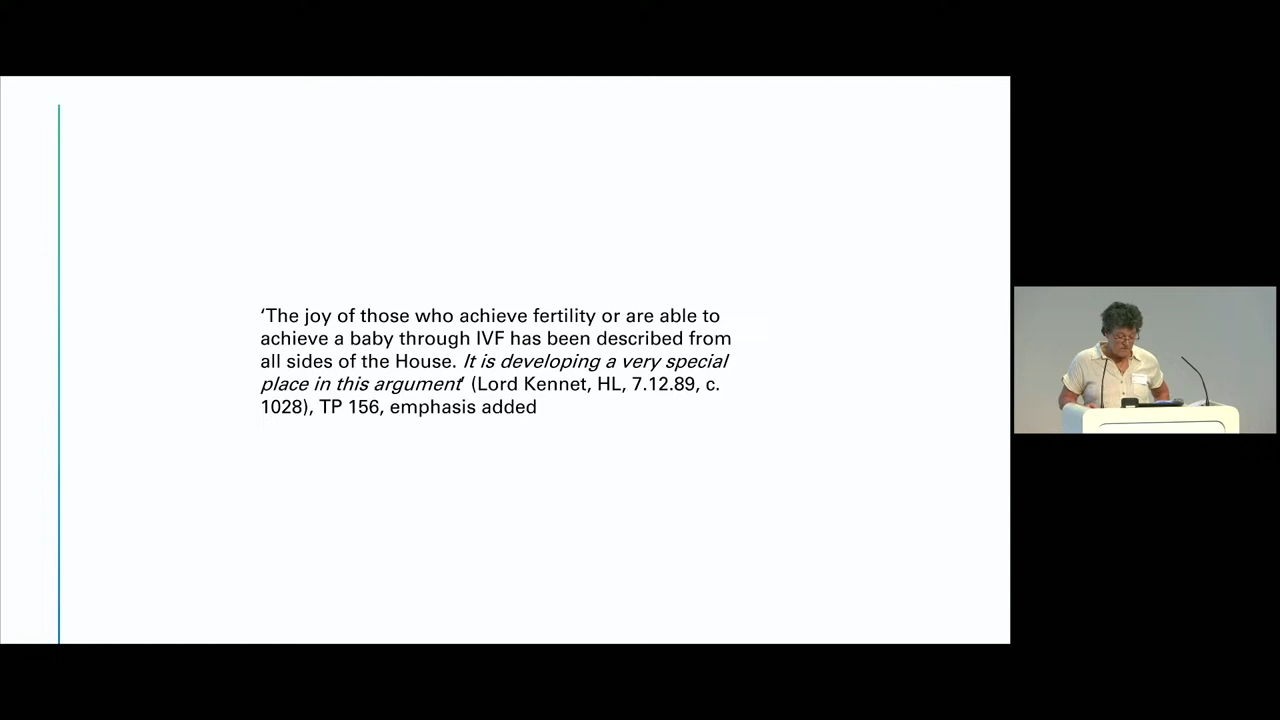 ‘The joy of those who achieve fertility or are able to
achieve a baby through IVF has been described from
all sides of the House. It is developing a very special
place in this argument’ (Lord Kennet, HL, 7.12.89, c.
1028), TP 156, emphasis added